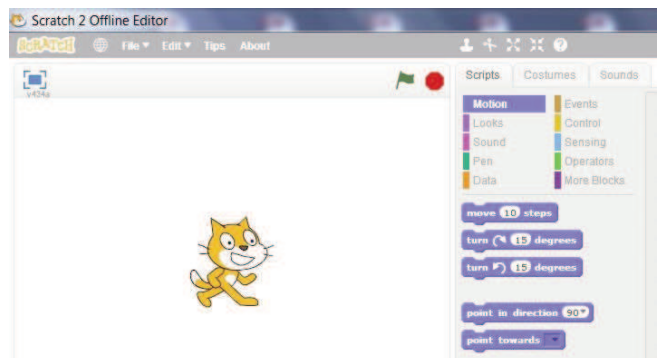 Scratch 2 Offline Editor
SCRATCH File Edit Tips About
v434a
Scripts Costumes Sounds
Motion Events
Looks Control
Sound Sensing
Pen Operators
Data More Blocks
move 10 steps
turn 15 degrees
turn 15 degrees
point in direction 90
point towards